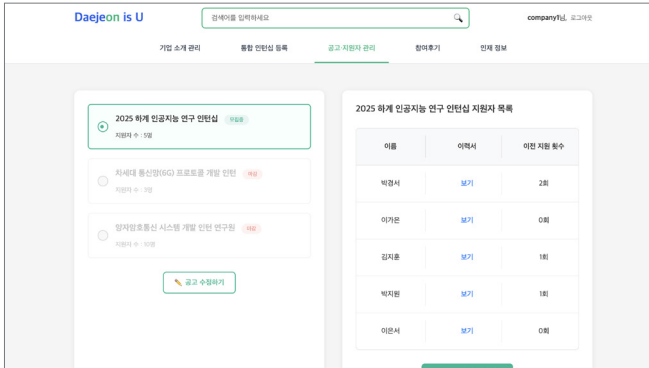 Daejeon is U
검색어를 입력하세요
company1님, 로그아웃
기업 소개 관리 통합 인턴십 등록 공고·지원자 관리 참여후기 인재 정보
2025 하계 인공지능 연구 인턴십 모집중
지원자 수 : 5명
차세대 통신망(6G) 프로토콜 개발 인턴 마감
지원자 수 : 3명
양자암호통신 시스템 개발 인턴 연구원 마감
지원자 수 : 10명
공고 수정하기
2025 하계 인공지능 연구 인턴십 지원자 목록
이름 이력서 이전 지원 횟수
박경서 보기 2회
이가은 보기 0회
김지훈 보기 1회
박지원 보기 1회
이은서 보기 0회